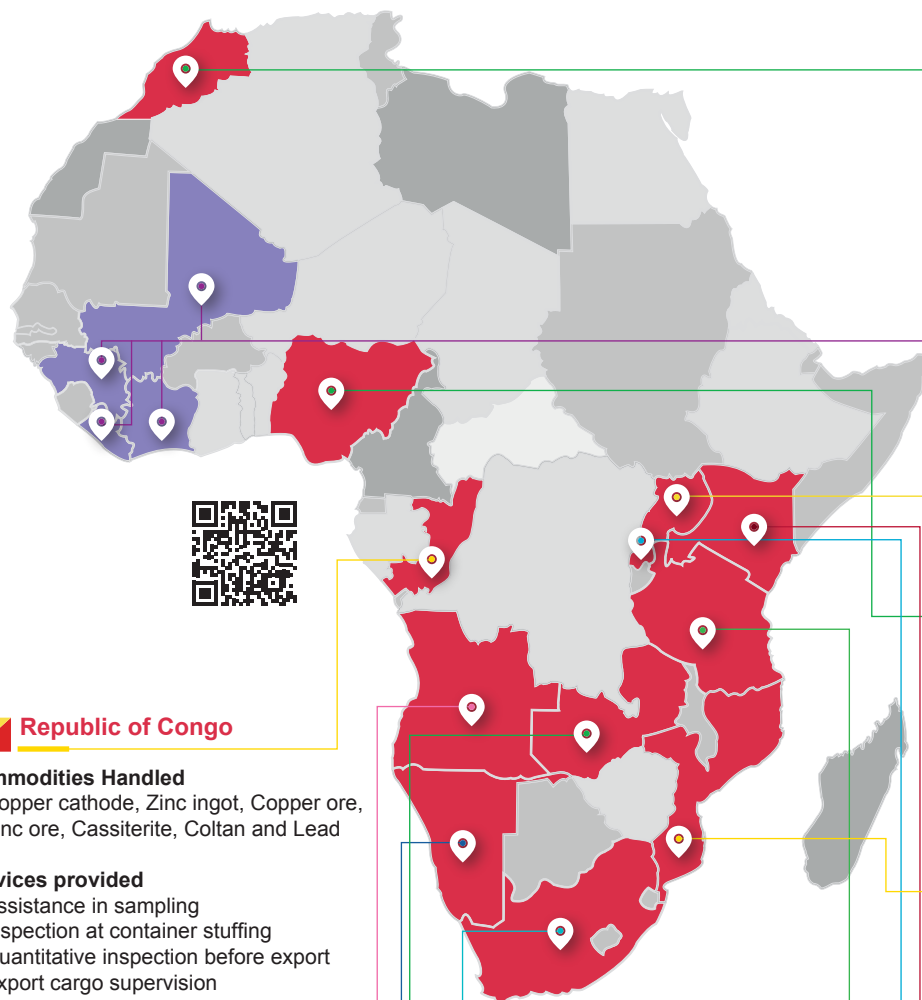 Republic of Congo
mmodities Handled
opper cathode, Zinc ingot, Copper ore,
nc ore, Cassiterite, Coltan and Lead
vices provided
ssistance in sampling
spection at container stuffing
uantitative inspection before export
xport cargo supervision